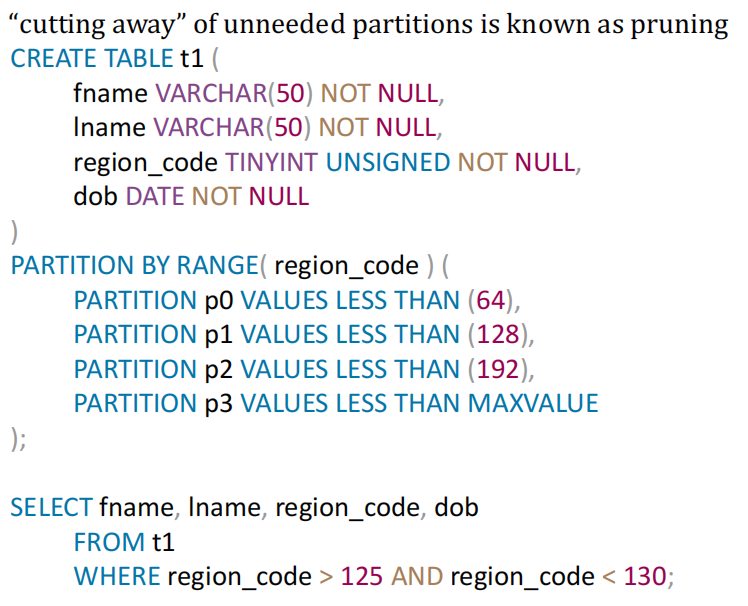 “cutting away” of unneeded partitions is known as pruning
CREATE TABLE t1 (
fname VARCHAR(50) NOT NULL,
lname VARCHAR(50) NOT NULL,
region_code TINYINT UNSIGNED NOT NULL,
dob DATE NOT NULL
)
PARTITION BY RANGE( region_code ) (
PARTITION p0 VALUES LESS THAN (64),
PARTITION p1 VALUES LESS THAN (128),
PARTITION p2 VALUES LESS THAN (192),
PARTITION p3 VALUES LESS THAN MAXVALUE
);
SELECT fname, lname, region_code, dob
FROM t1
WHERE region_code > 125 AND region_code < 130;